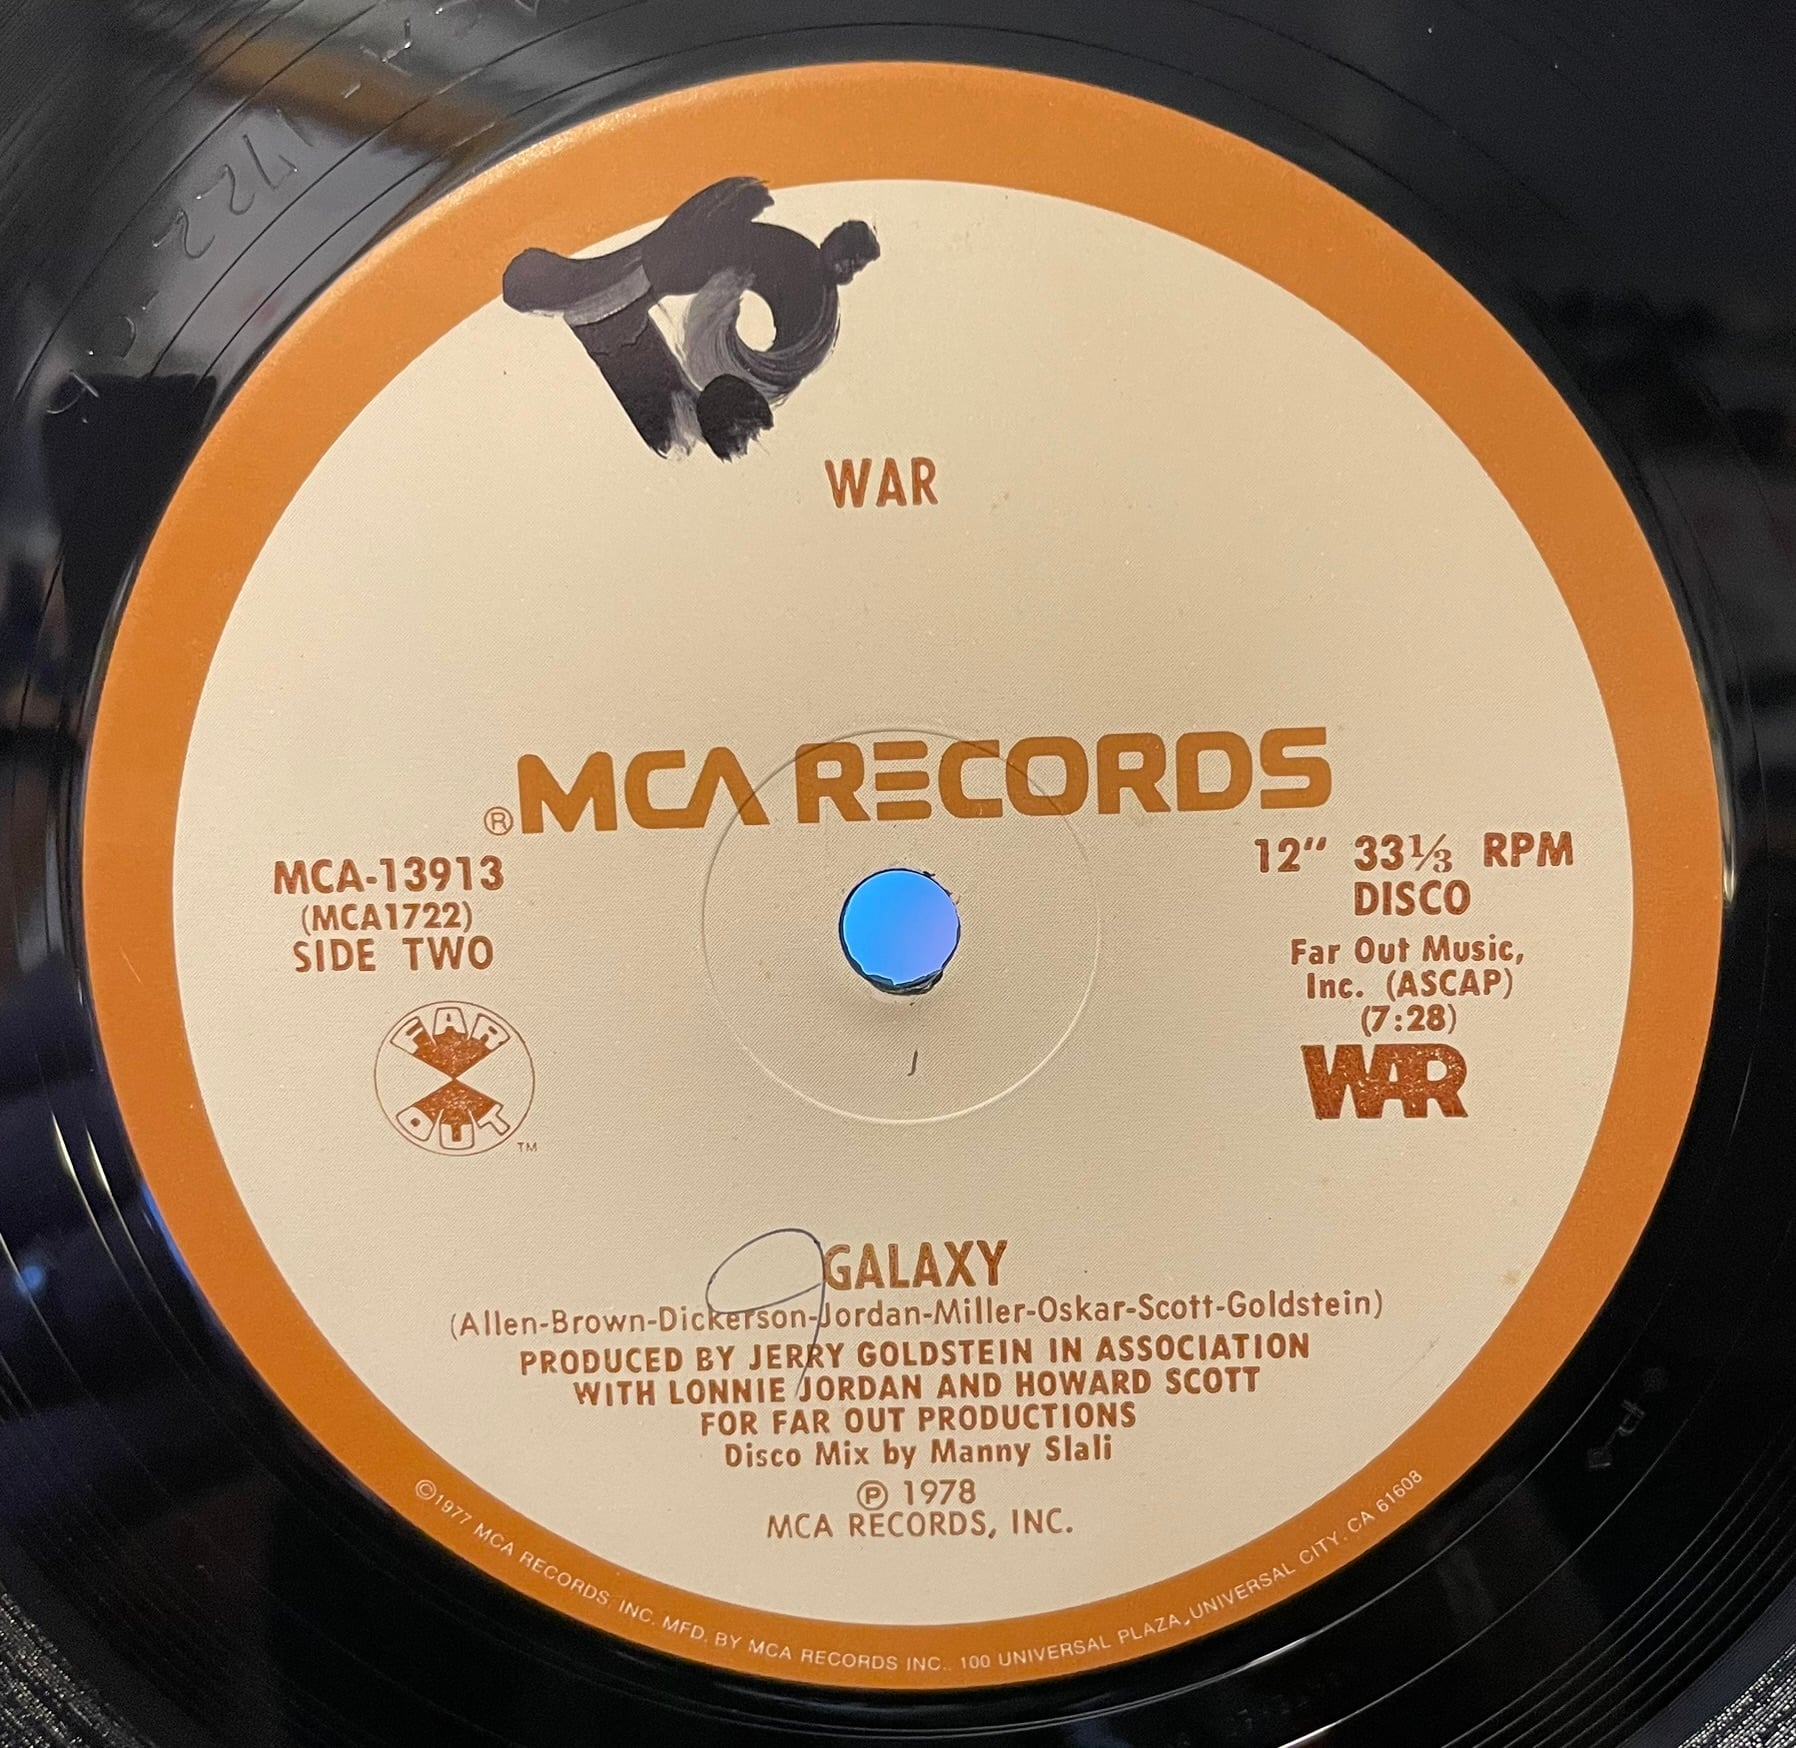 WAR
® MCA RECORDS
MCA-13913
(MCA1722)
SIDE TWO
FAR
OUT
TM
12" 33⅓ RPM
DISCO
Far Out Music,
Inc. (ASCAP)
(7:28)
WAR
GALAXY
(Allen-Brown-Dickerson-Jordan-Miller-Oskar-Scott-Goldstein)
PRODUCED BY JERRY GOLDSTEIN IN ASSOCIATION
WITH LONNIE JORDAN AND HOWARD SCOTT
FOR FAR OUT PRODUCTIONS
Disco Mix by Manny Slali
℗ 1978
MCA RECORDS, INC.
©1977 MCA RECORDS INC. MFD. BY MCA RECORDS INC., 100 UNIVERSAL PLAZA, UNIVERSAL CITY, CA 61608
1722